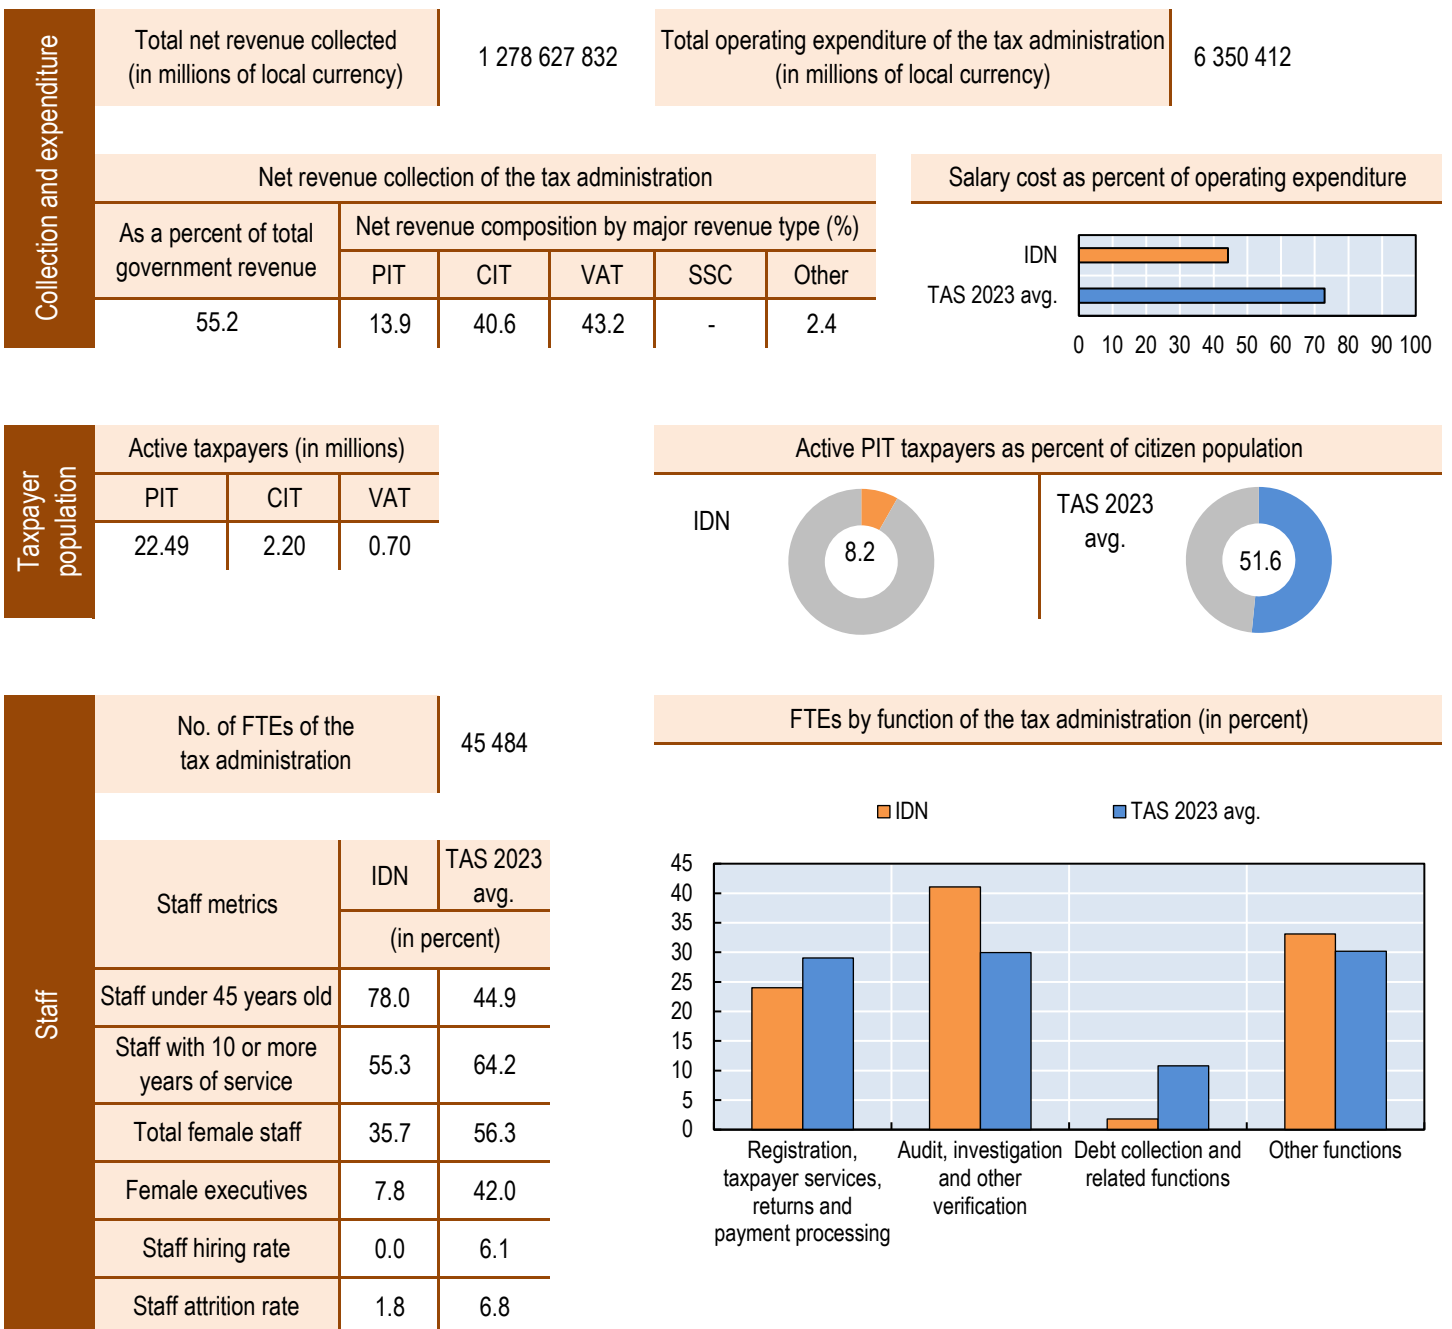 Collection and expenditure
Total net revenue collected
(in millions of local currency)
1 278 627 832
Total operating expenditure of the tax administration
(in millions of local currency)
6 350 412
Net revenue collection of the tax administration
As a percent of total
government revenue
Net revenue composition by major revenue type (%)
PIT CIT VAT SSC Other
55.2 13.9 40.6 43.2 - 2.4
Salary cost as percent of operating expenditure
IDN
TAS 2023 avg.
0 10 20 30 40 50 60 70 80 90 100
Taxpayer
population
Active taxpayers (in millions)
PIT CIT VAT
22.49 2.20 0.70
Active PIT taxpayers as percent of citizen population
IDN
8.2
TAS 2023
avg.
51.6
Staff
No. of FTEs of the
tax administration
45 484
Staff metrics
IDN
TAS 2023
avg.
(in percent)
Staff under 45 years old 78.0 44.9
Staff with 10 or more
years of service
55.3 64.2
Total female staff 35.7 56.3
Female executives 7.8 42.0
Staff hiring rate 0.0 6.1
Staff attrition rate 1.8 6.8
FTEs by function of the tax administration (in percent)
IDN
TAS 2023 avg.
45
40
35
30
25
20
15
10
5
0
Registration,
taxpayer services,
returns and
payment processing
Audit, investigation
and other
verification
Debt collection and
related functions
Other functions